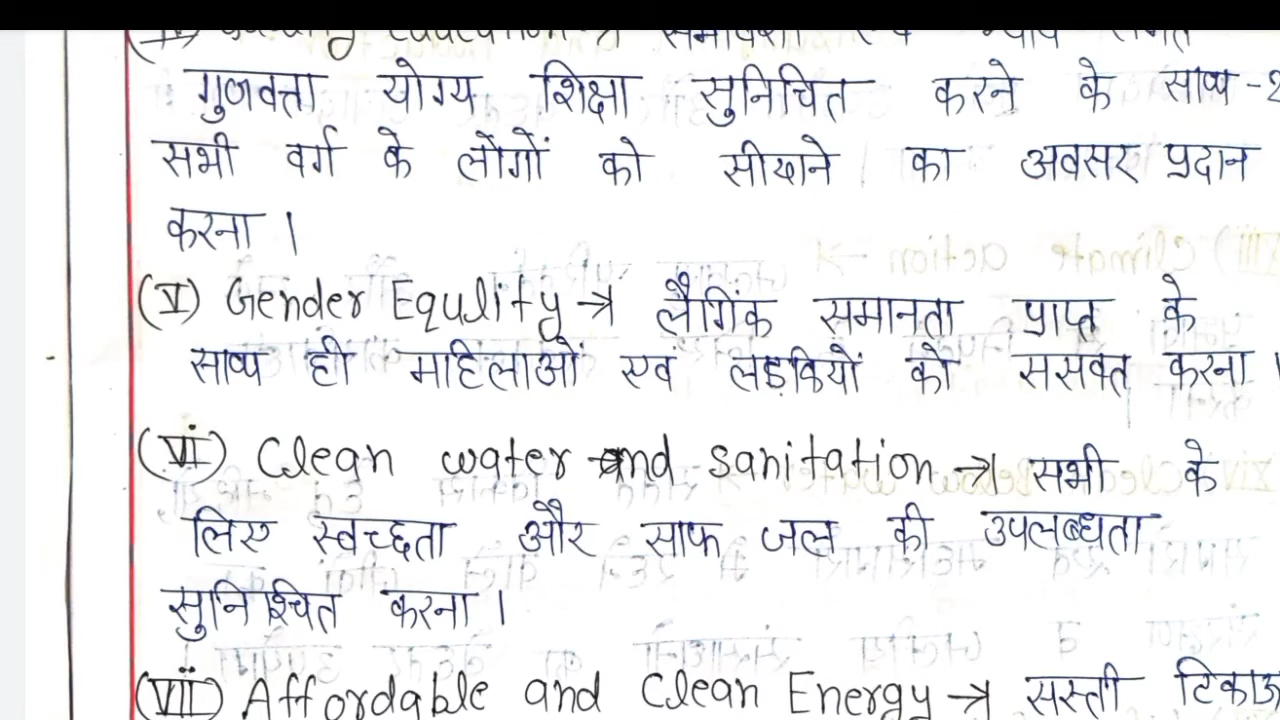 गुणवत्ता योग्य शिक्षा सुनिचित करने के साथ-
सभी वर्ग के लोगों को सीखने का अवसर प्रदान
करना।
(V) Gender Equlity → लैगिंक समानता प्राप्त के
साथ ही महिलाओं एव लड़कियों को ससक्त करना।
(VI) Clean water and sanitation → सभी के
लिए स्वच्छता और साफ जल की उपलब्धता
सुनिश्चित करना।
(VII) Affordable and Clean Energy → सस्ती